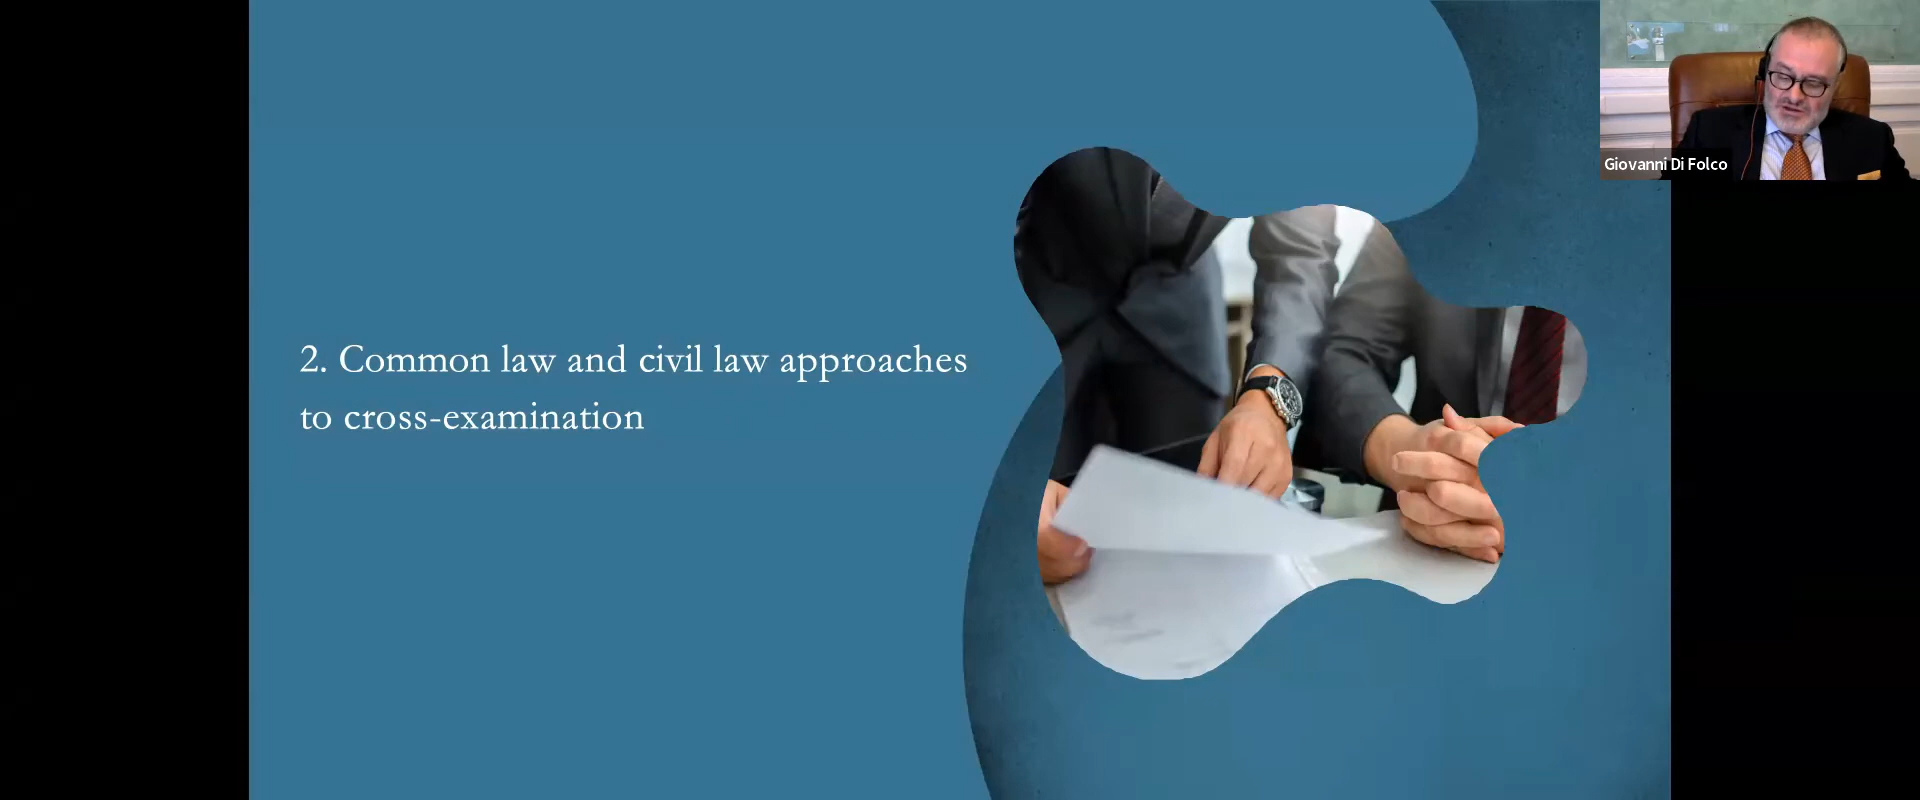 2. Common law and civil law approaches
to cross-examination
Giovanni Di Folco